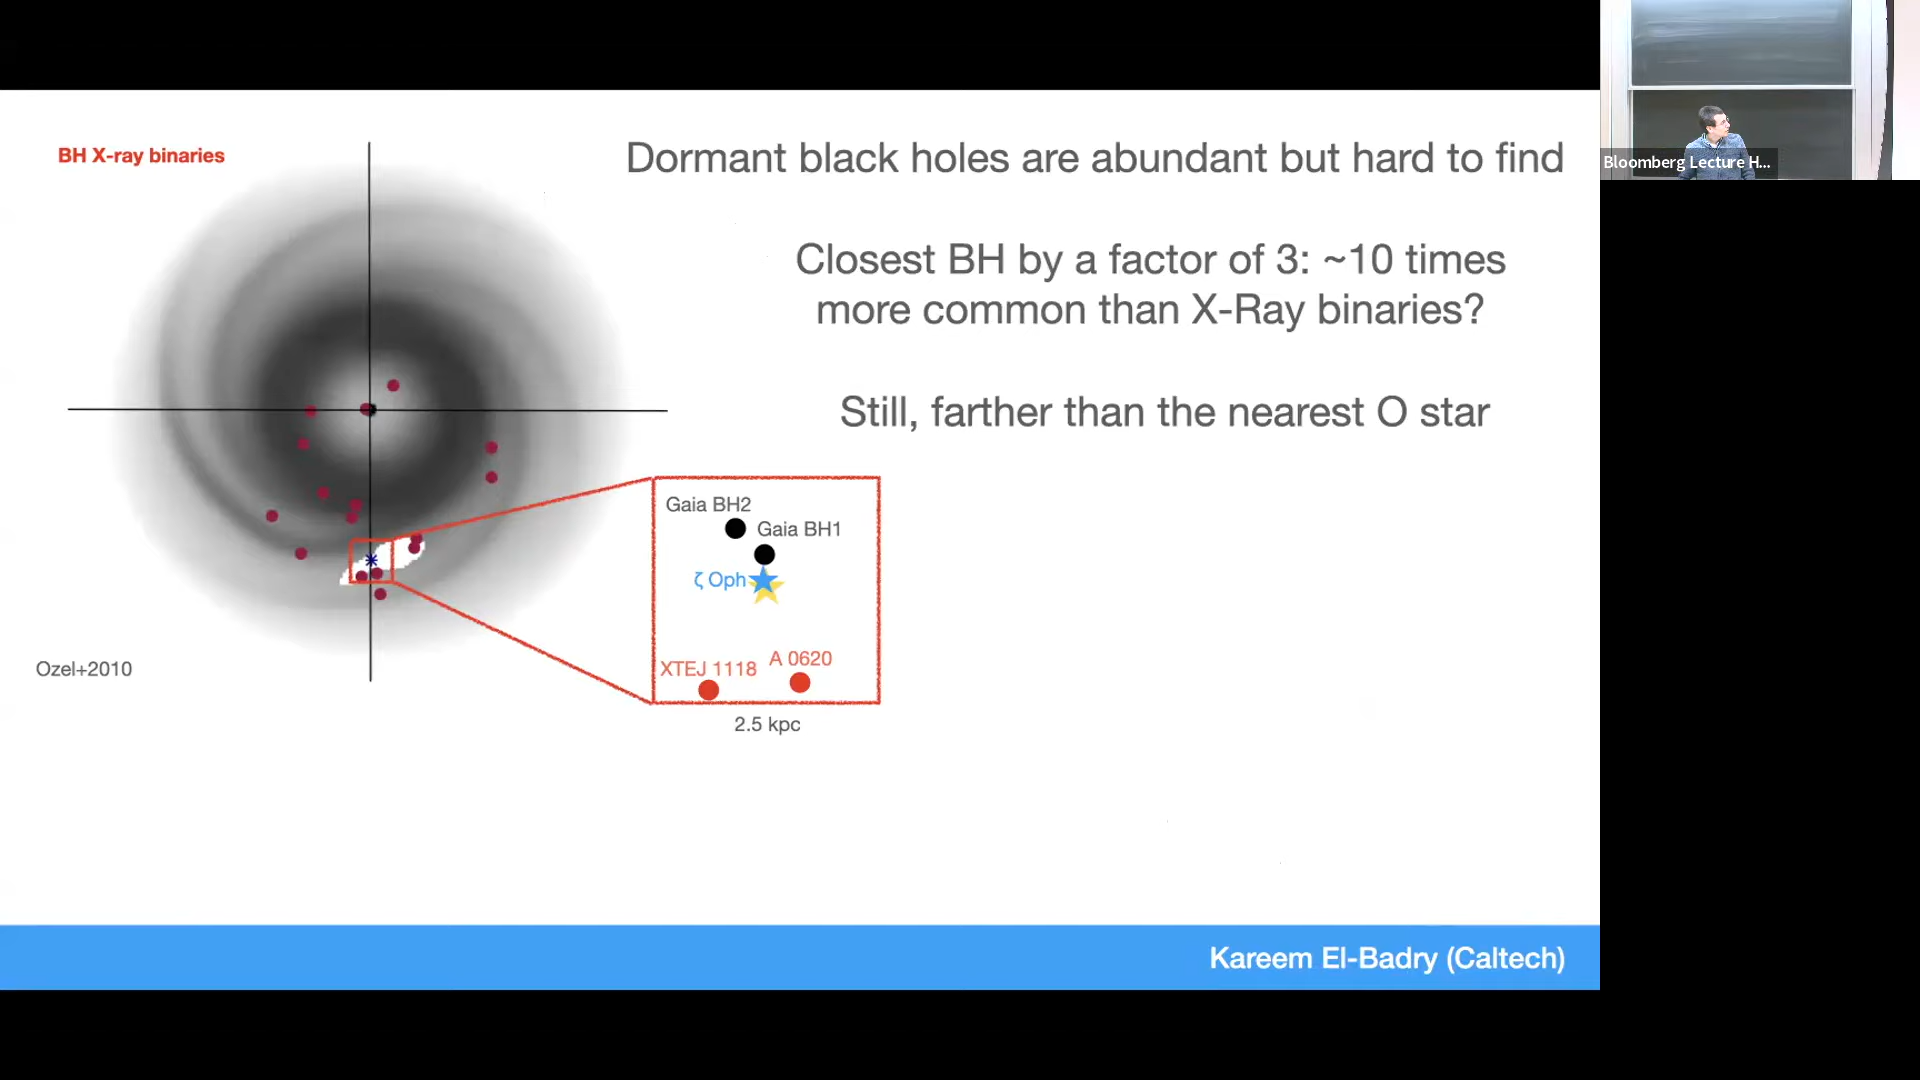 BH X-ray binaries
Dormant black holes are abundant but hard to find
Closest BH by a factor of 3: ~10 times
more common than X-Ray binaries?
Still, farther than the nearest O star
Gaia BH2
Gaia BH1
ζ Oph
XTEJ 1118
A 0620
2.5 kpc
Ozel+2010
Kareem El-Badry (Caltech)
Bloomberg Lecture H...